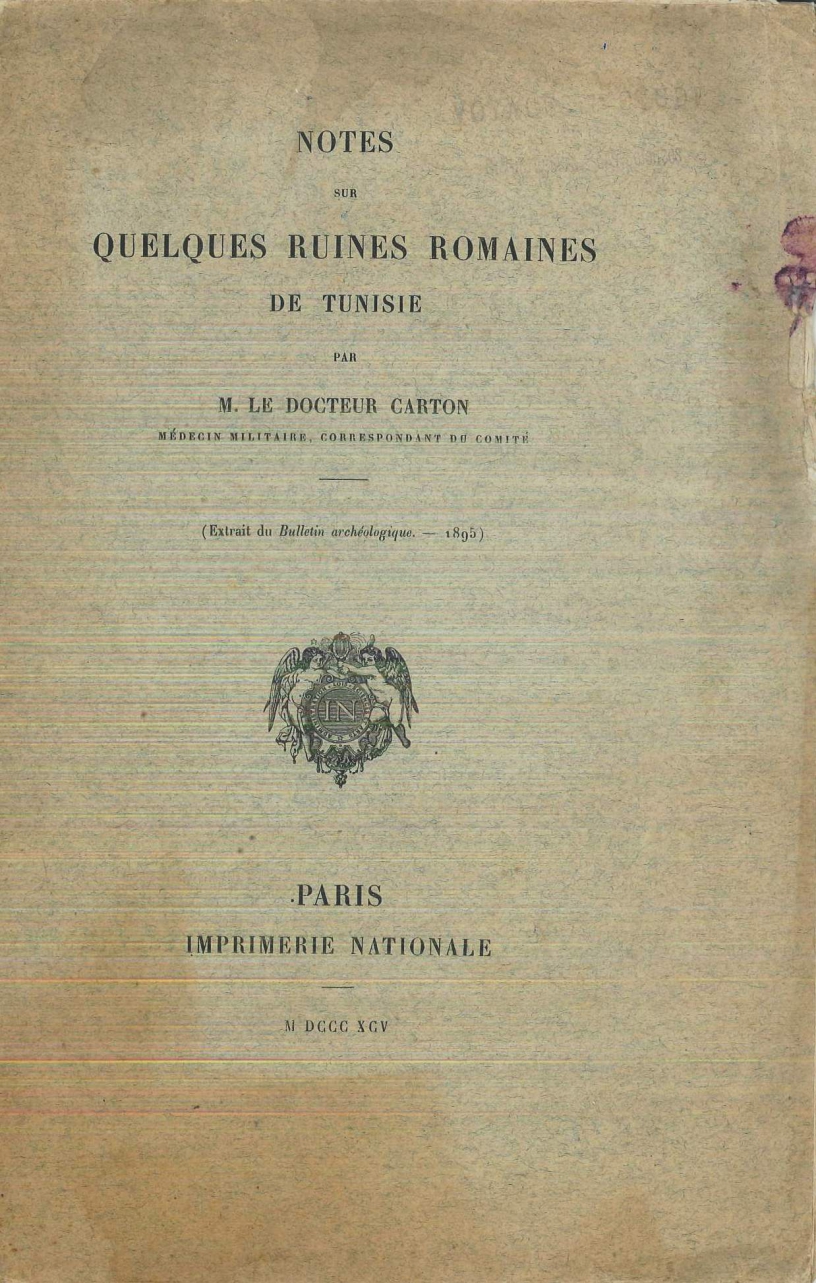 NOTES
SUR
QUELQUES RUINES ROMAINES
DE TUNISIE
PAR
M. LE DOCTEUR CARTON
MÉDECIN MILITAIRE, CORRESPONDANT DU COMITÉ
(Extrait du Bulletin archéologique. — 1895)
IN
PARIS
IMPRIMERIE NATIONALE
M DCCC XCV